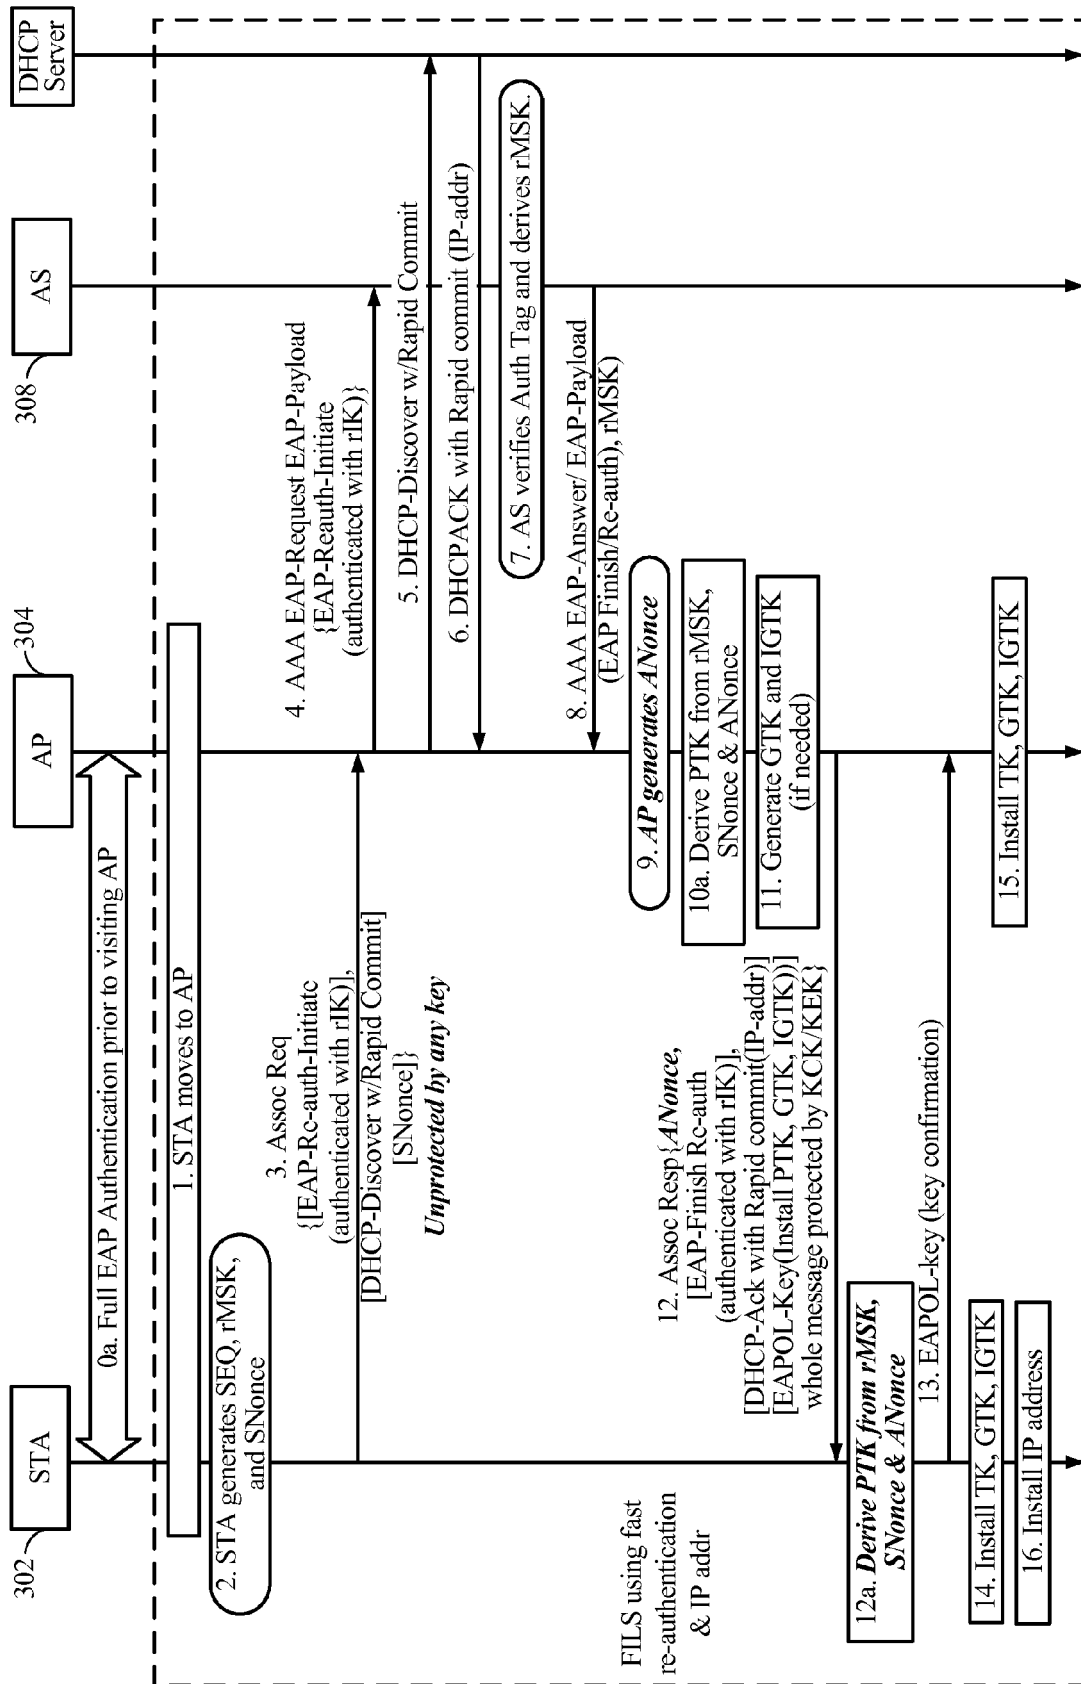 STA
302
AP
304
AS
308
DHCP
Server
0a. Full EAP Authentication prior to visiting AP
1. STA moves to AP
2. STA generates SEQ, rMSK,
and SNonce
3. Assoc Req
{[EAP-Re-auth-Initiate
(authenticated with rIK)],
[DHCP-Discover w/Rapid Commit]
[SNonce]}
Unprotected by any key
4. AAA EAP-Request EAP-Payload
{EAP-Reauth-Initiate
(authenticated with rIK)}
5. DHCP-Discover w/Rapid Commit
6. DHCPACK with Rapid commit (IP-addr)
7. AS verifies Auth Tag and derives rMSK.
8. AAA EAP-Answer/ EAP-Payload
(EAP Finish/Re-auth), rMSK)
9. AP generates ANonce
10a. Derive PTK from rMSK,
SNonce & ANonce
11. Generate GTK and IGTK
(if needed)
FILS using fast
re-authentication
& IP addr
12. Assoc Resp{ANonce,
[EAP-Finish Re-auth
(authenticated with rIK)],
[DHCP-Ack with Rapid commit(IP-addr)]
[EAPOL-Key(Install PTK, GTK, IGTK))]
whole message protected by KCK/KEK}
12a. Derive PTK from rMSK,
SNonce & ANonce
13. EAPOL-key (key confirmation)
14. Install TK, GTK, IGTK
15. Install TK, GTK, IGTK
16. Install IP address